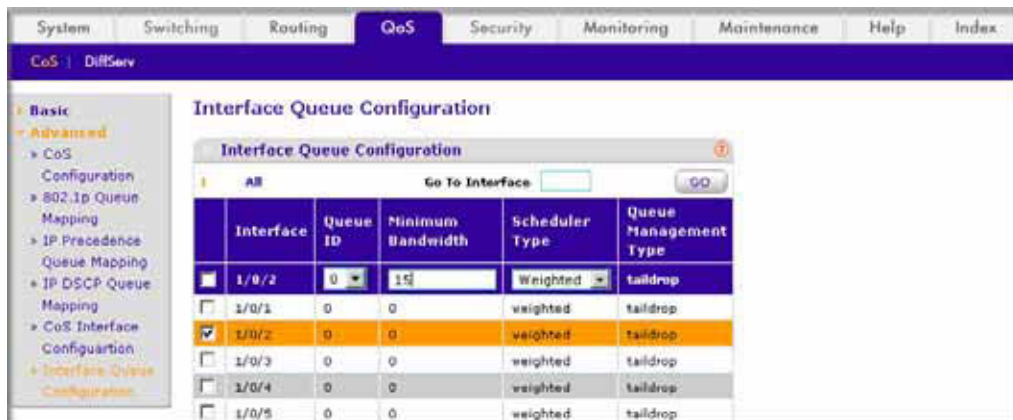 System Switching Routing QoS Security Monitoring Maintenance Help Index
CoS | DiffServ
Basic
Advanced
CoS
Configuration
802.1p Queue
Mapping
IP Precedence
Queue Mapping
IP DSCP Queue
Mapping
CoS Interface
Configuartion
Interface Queue
Configuration
Interface Queue Configuration
Interface Queue Configuration ?
1 All Go To Interface GO
Interface Queue ID Minimum Bandwidth Scheduler Type Queue Management Type
1/0/2 0 15 Weighted taildrop
1/0/1 0 0 weighted taildrop
1/0/2 0 0 weighted taildrop
1/0/3 0 0 weighted taildrop
1/0/4 0 0 weighted taildrop
1/0/5 0 0 weighted taildrop